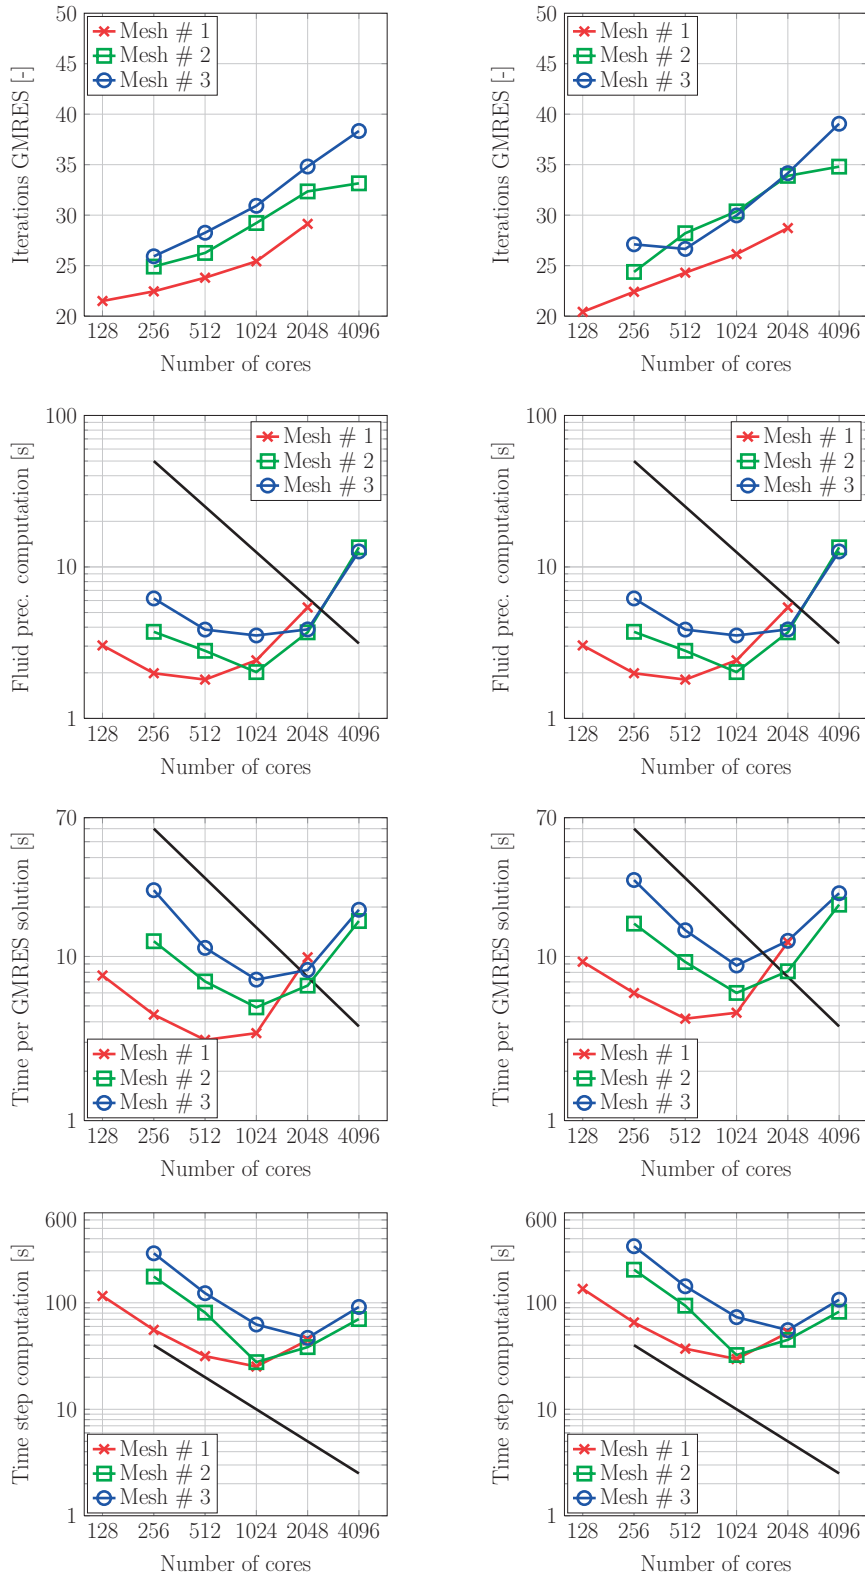 50
45
40
35
30
25
20
128 256 512 1024 2048 4096
Number of cores
Iterations GMRES [-]
Mesh # 1
Mesh # 2
Mesh # 3
50
45
40
35
30
25
20
128 256 512 1024 2048 4096
Number of cores
Iterations GMRES [-]
Mesh # 1
Mesh # 2
Mesh # 3
100
10
1
128 256 512 1024 2048 4096
Number of cores
Fluid prec. computation [s]
Mesh # 1
Mesh # 2
Mesh # 3
100
10
1
128 256 512 1024 2048 4096
Number of cores
Fluid prec. computation [s]
Mesh # 1
Mesh # 2
Mesh # 3
70
10
1
128 256 512 1024 2048 4096
Number of cores
Time per GMRES solution [s]
Mesh # 1
Mesh # 2
Mesh # 3
70
10
1
128 256 512 1024 2048 4096
Number of cores
Time per GMRES solution [s]
Mesh # 1
Mesh # 2
Mesh # 3
600
100
10
1
128 256 512 1024 2048 4096
Number of cores
Time step computation [s]
Mesh # 1
Mesh # 2
Mesh # 3
600
100
10
1
128 256 512 1024 2048 4096
Number of cores
Time step computation [s]
Mesh # 1
Mesh # 2
Mesh # 3